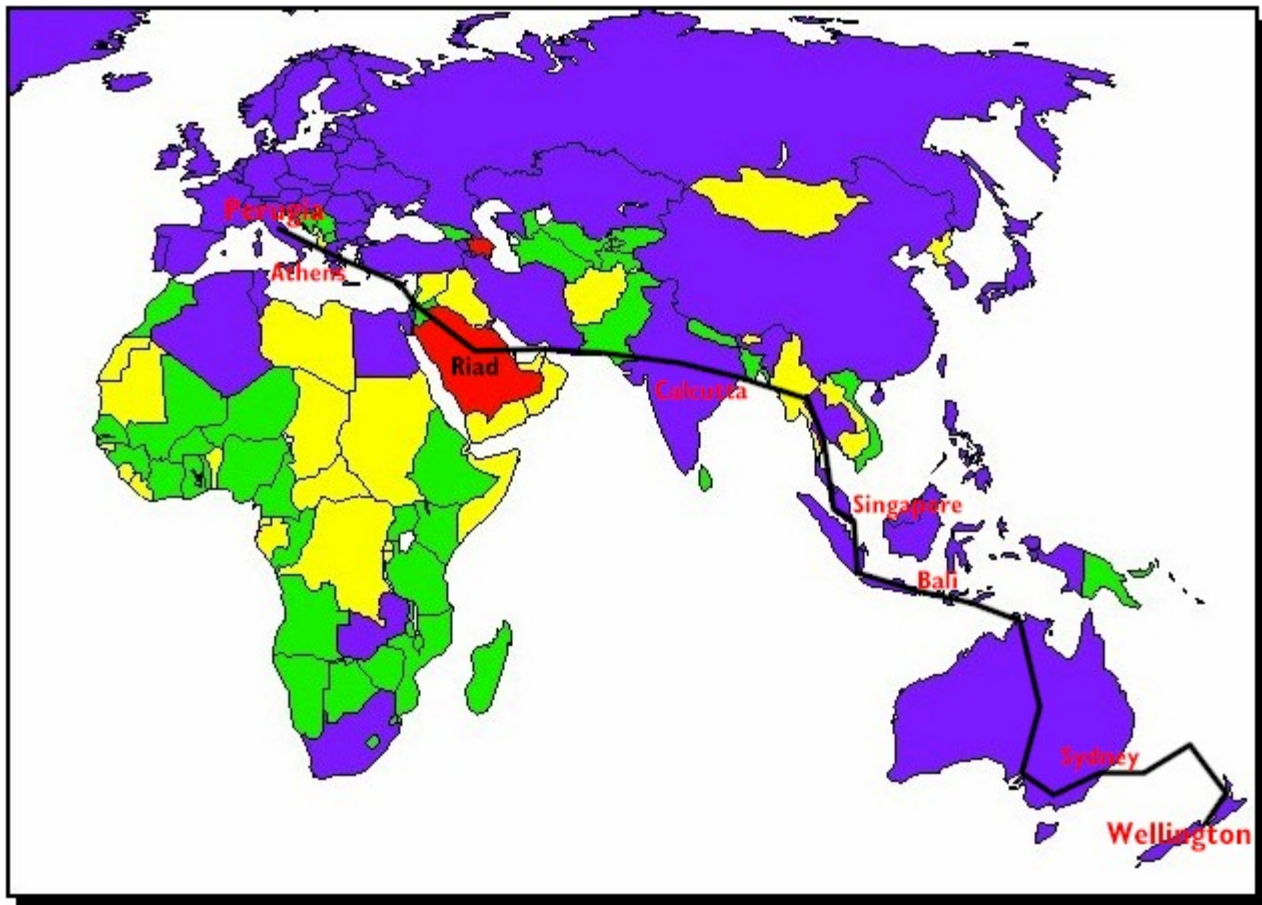 Perugia
Athens
Riad
Calcutta
Singapore
Bali
Sydney
Wellington